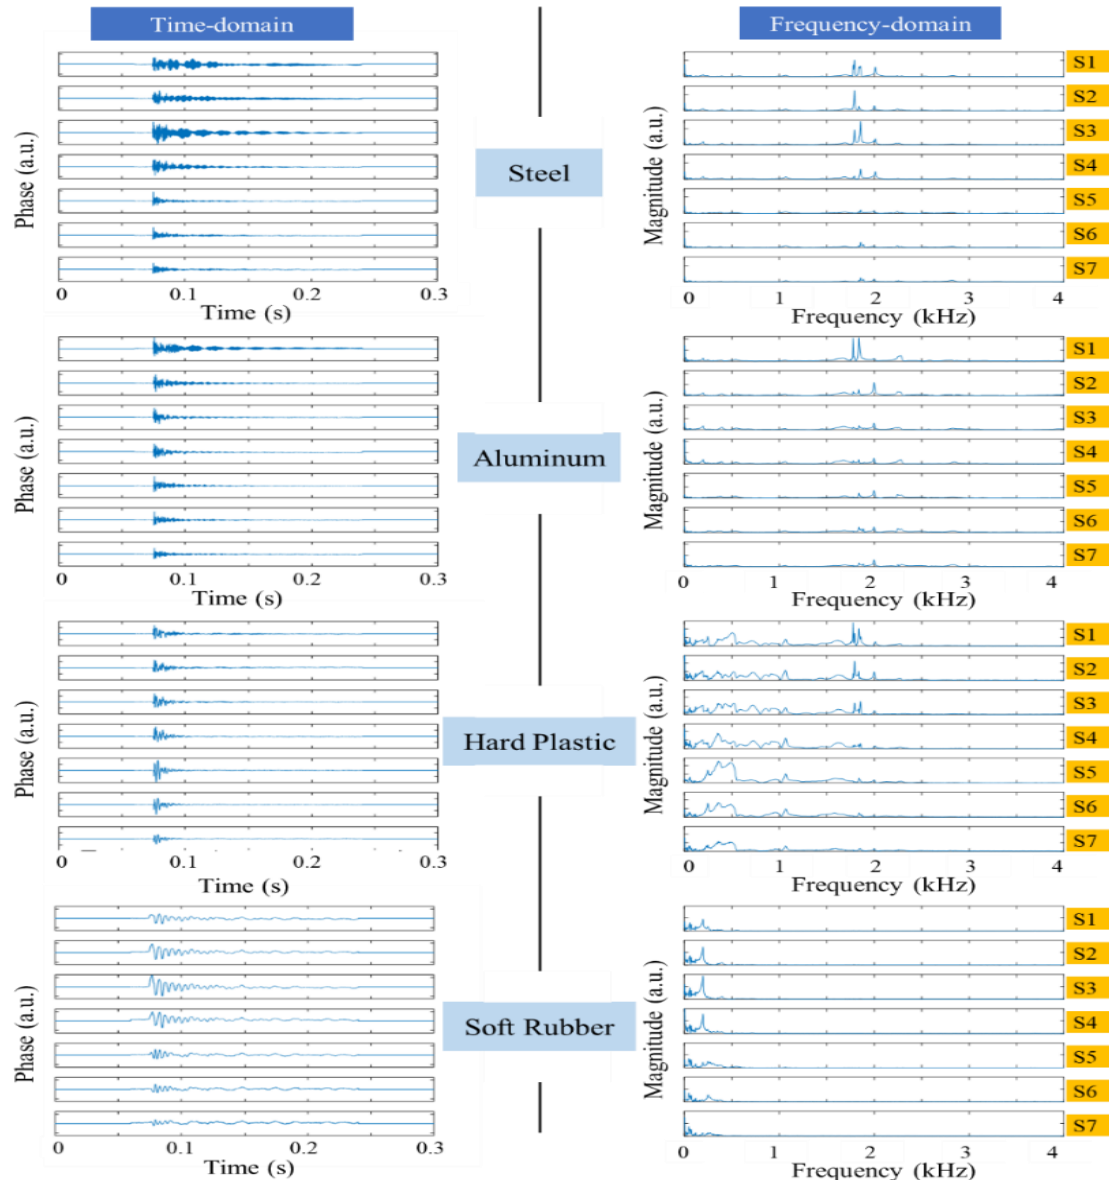 Time-domain
Frequency-domain
Phase (a.u.)
Steel
Magnitude (a.u.)
S1
S2
S3
S4
S5
S6
S7
0 0.1 0.2 0.3
Time (s)
0 1 2 3 4
Frequency (kHz)
Phase (a.u.)
Aluminum
Magnitude (a.u.)
S1
S2
S3
S4
S5
S6
S7
0 0.1 0.2 0.3
Time (s)
0 1 2 3 4
Frequency (kHz)
Phase (a.u.)
Hard Plastic
Magnitude (a.u.)
S1
S2
S3
S4
S5
S6
S7
0 0.1 0.2 0.3
Time (s)
0 1 2 3 4
Frequency (kHz)
Phase (a.u.)
Soft Rubber
Magnitude (a.u.)
S1
S2
S3
S4
S5
S6
S7
0 0.1 0.2 0.3
Time (s)
0 1 2 3 4
Frequency (kHz)